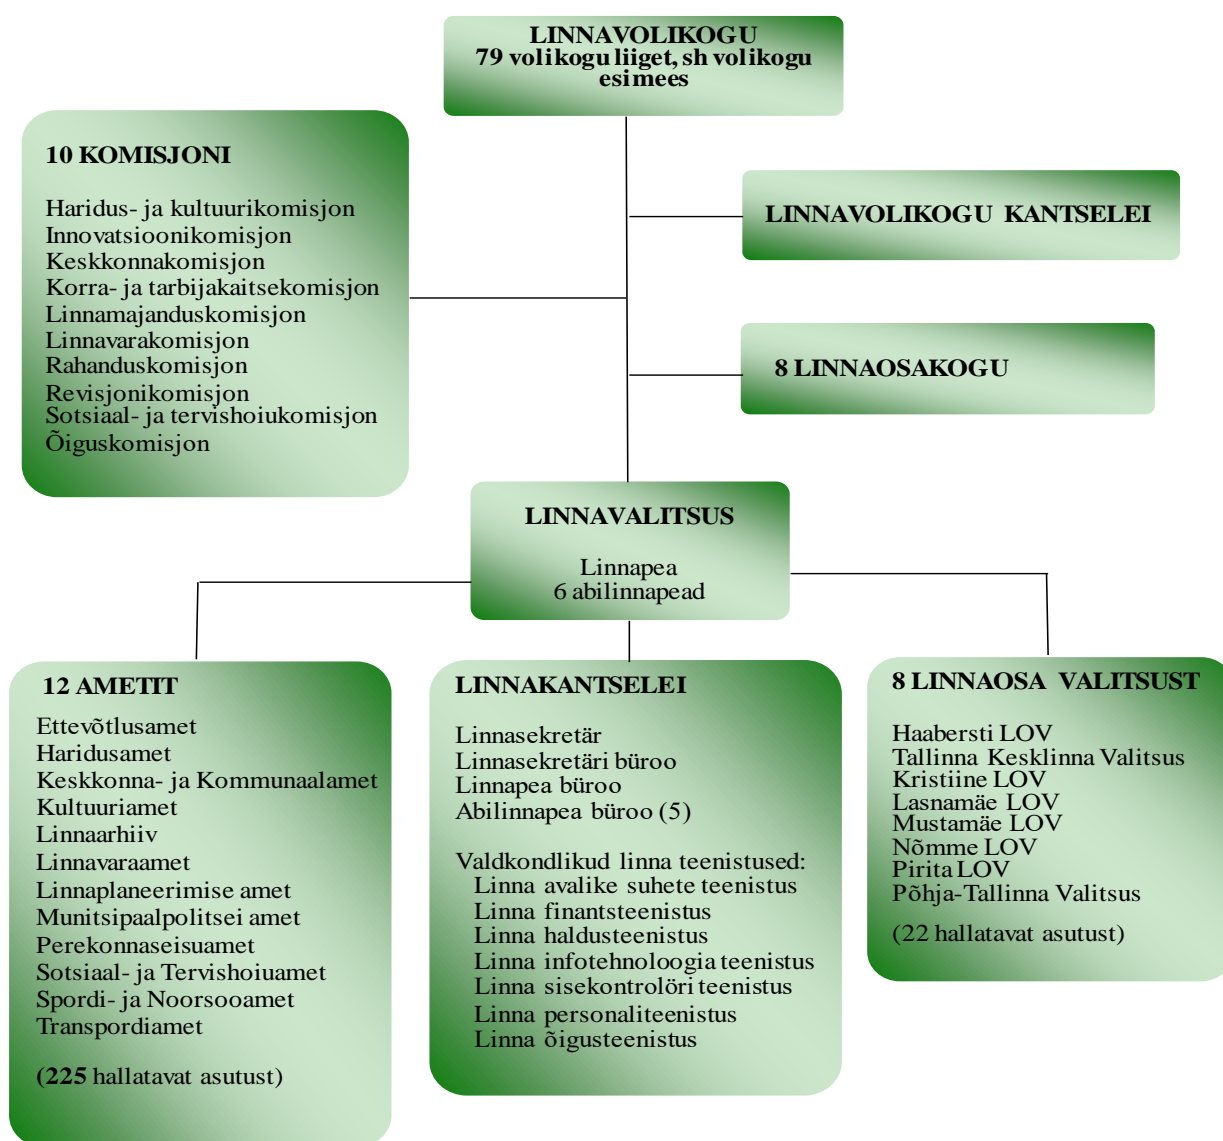 LINNAVOLIKOGU
79 volikogu liiget, sh volikogu
esimees
10 KOMISJONI
Haridus- ja kultuurikomisjon
Innovatsioonikomisjon
Keskkonnakomisjon
Korra- ja tarbijakaitsekomisjon
Linnamajanduskomisjon
Linnavarakomisjon
Rahanduskomisjon
Revisjonikomisjon
Sotsiaal- ja tervishoiukomisjon
Õiguskomisjon
LINNAVOLIKOGU KANTSELEI
8 LINNAOSAKOGU
LINNAVALITSUS
Linnapea
6 abilinnapead
12 AMETIT
Ettevõtlusamet
Haridusamet
Keskkonna- ja Kommunaalamet
Kultuuriamet
Linnaarhiiv
Linnavaraamet
Linnaplaneerimise amet
Munitsipaalpolitsei amet
Perekonnaseisuamet
Sotsiaal- ja Tervishoiuamet
Spordi- ja Noorsooamet
Transpordiamet
(225 hallatavat asutust)
LINNAKANTSELEI
Linnasekretär
Linnasekretäri büroo
Linnapea büroo
Abilinnapea büroo (5)
Valdkondlikud linna teenistused:
Linna avalike suhete teenistus
Linna finantsteenistus
Linna haldusteenistus
Linna infotehnoloogia teenistus
Linna sisekontrolöri teenistus
Linna personaliteenistus
Linna õigusteenistus
8 LINNAOSA VALITSUST
Haabersti LOV
Tallinna Kesklinna Valitsus
Kristiine LOV
Lasnamäe LOV
Mustamäe LOV
Nõmme LOV
Pirita LOV
Põhja-Tallinna Valitsus
(22 hallatavat asutust)